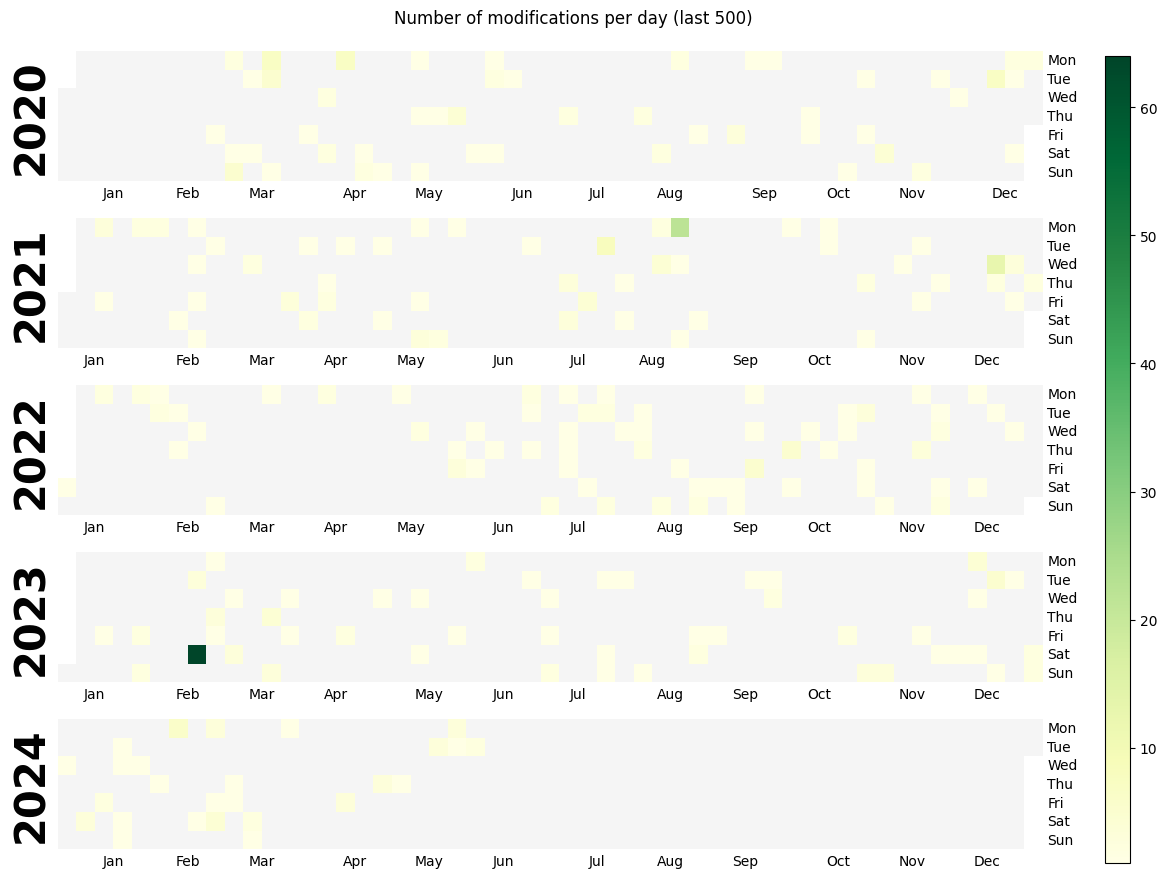 Number of modifications per day (last 500)
2020
Mon
Tue
Wed
Thu
Fri
Sat
Sun
Jan Feb Mar Apr May Jun Jul Aug Sep Oct Nov Dec
2021
Mon
Tue
Wed
Thu
Fri
Sat
Sun
Jan Feb Mar Apr May Jun Jul Aug Sep Oct Nov Dec
2022
Mon
Tue
Wed
Thu
Fri
Sat
Sun
Jan Feb Mar Apr May Jun Jul Aug Sep Oct Nov Dec
2023
Mon
Tue
Wed
Thu
Fri
Sat
Sun
Jan Feb Mar Apr May Jun Jul Aug Sep Oct Nov Dec
2024
Mon
Tue
Wed
Thu
Fri
Sat
Sun
Jan Feb Mar Apr May Jun Jul Aug Sep Oct Nov Dec
60
50
40
30
20
10